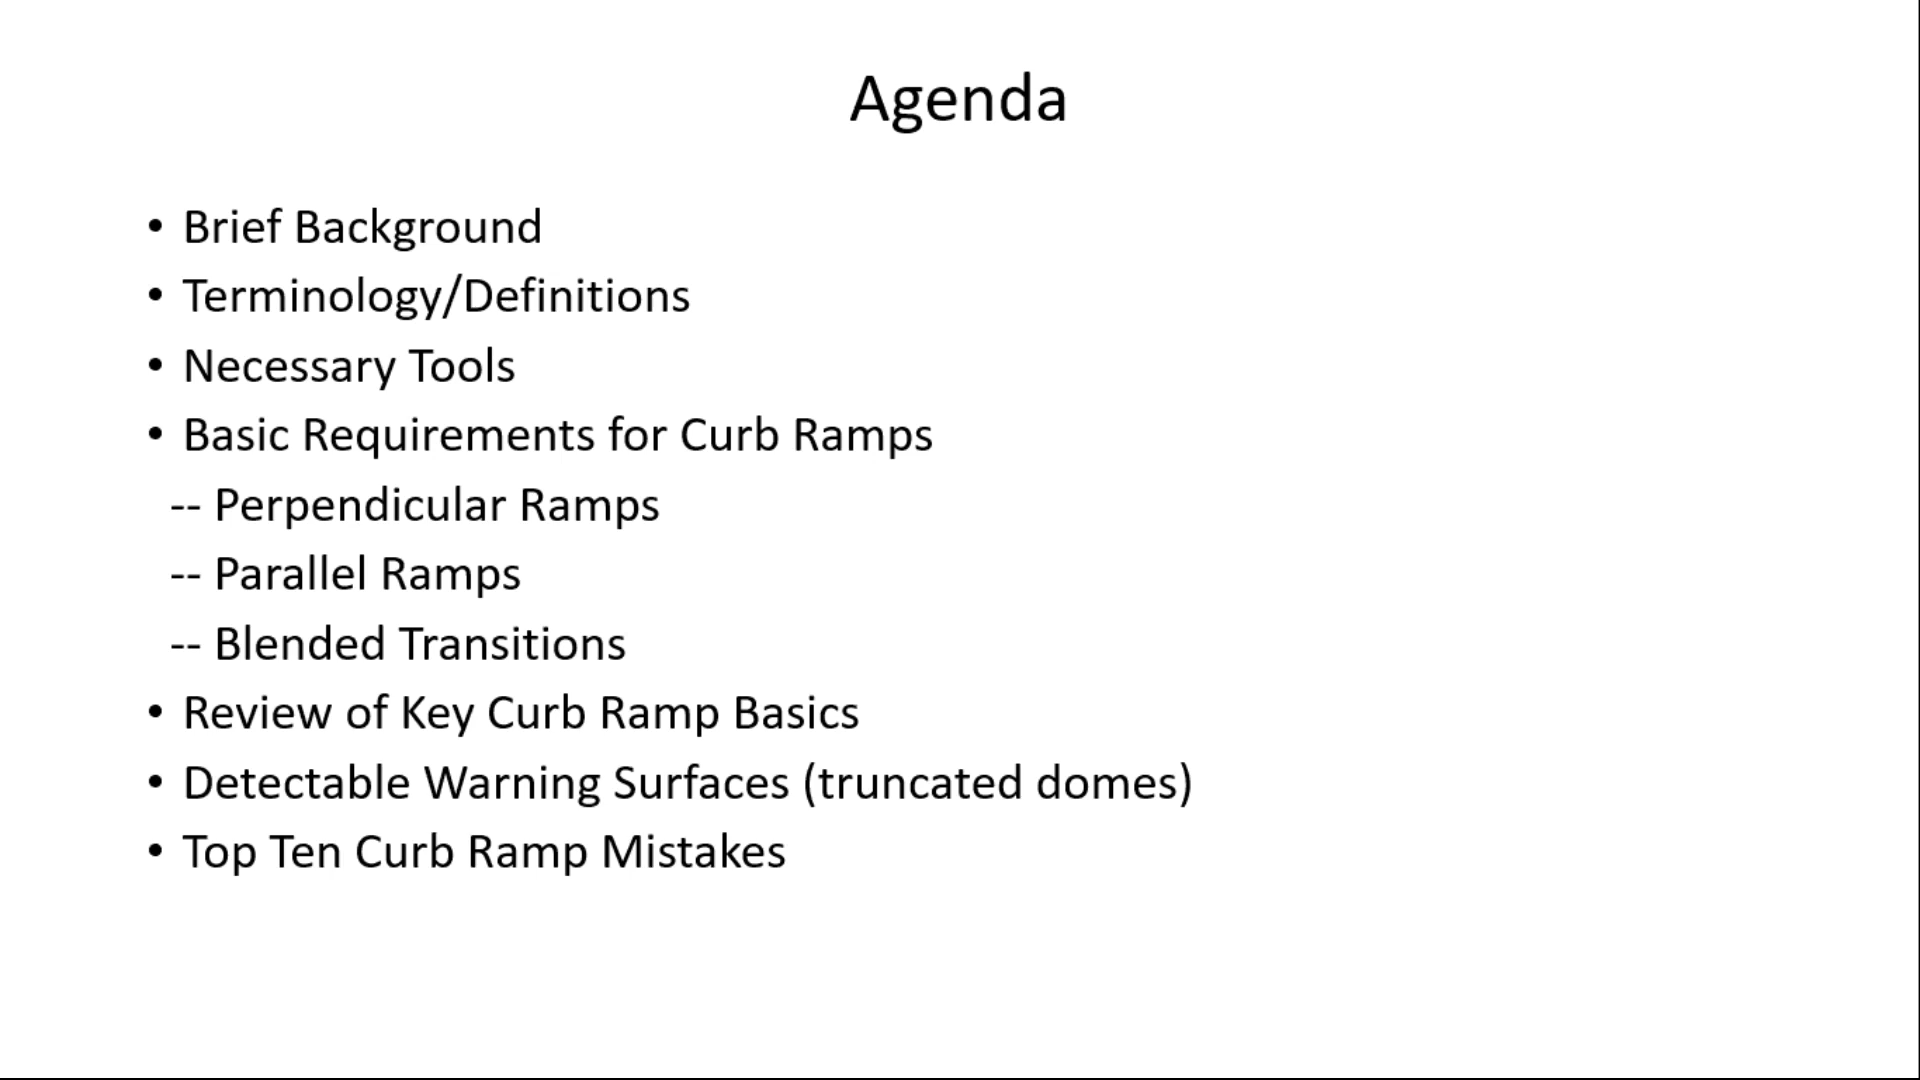 Agenda
• Brief Background
• Terminology/Definitions
• Necessary Tools
• Basic Requirements for Curb Ramps
-- Perpendicular Ramps
-- Parallel Ramps
-- Blended Transitions
• Review of Key Curb Ramp Basics
• Detectable Warning Surfaces (truncated domes)
• Top Ten Curb Ramp Mistakes